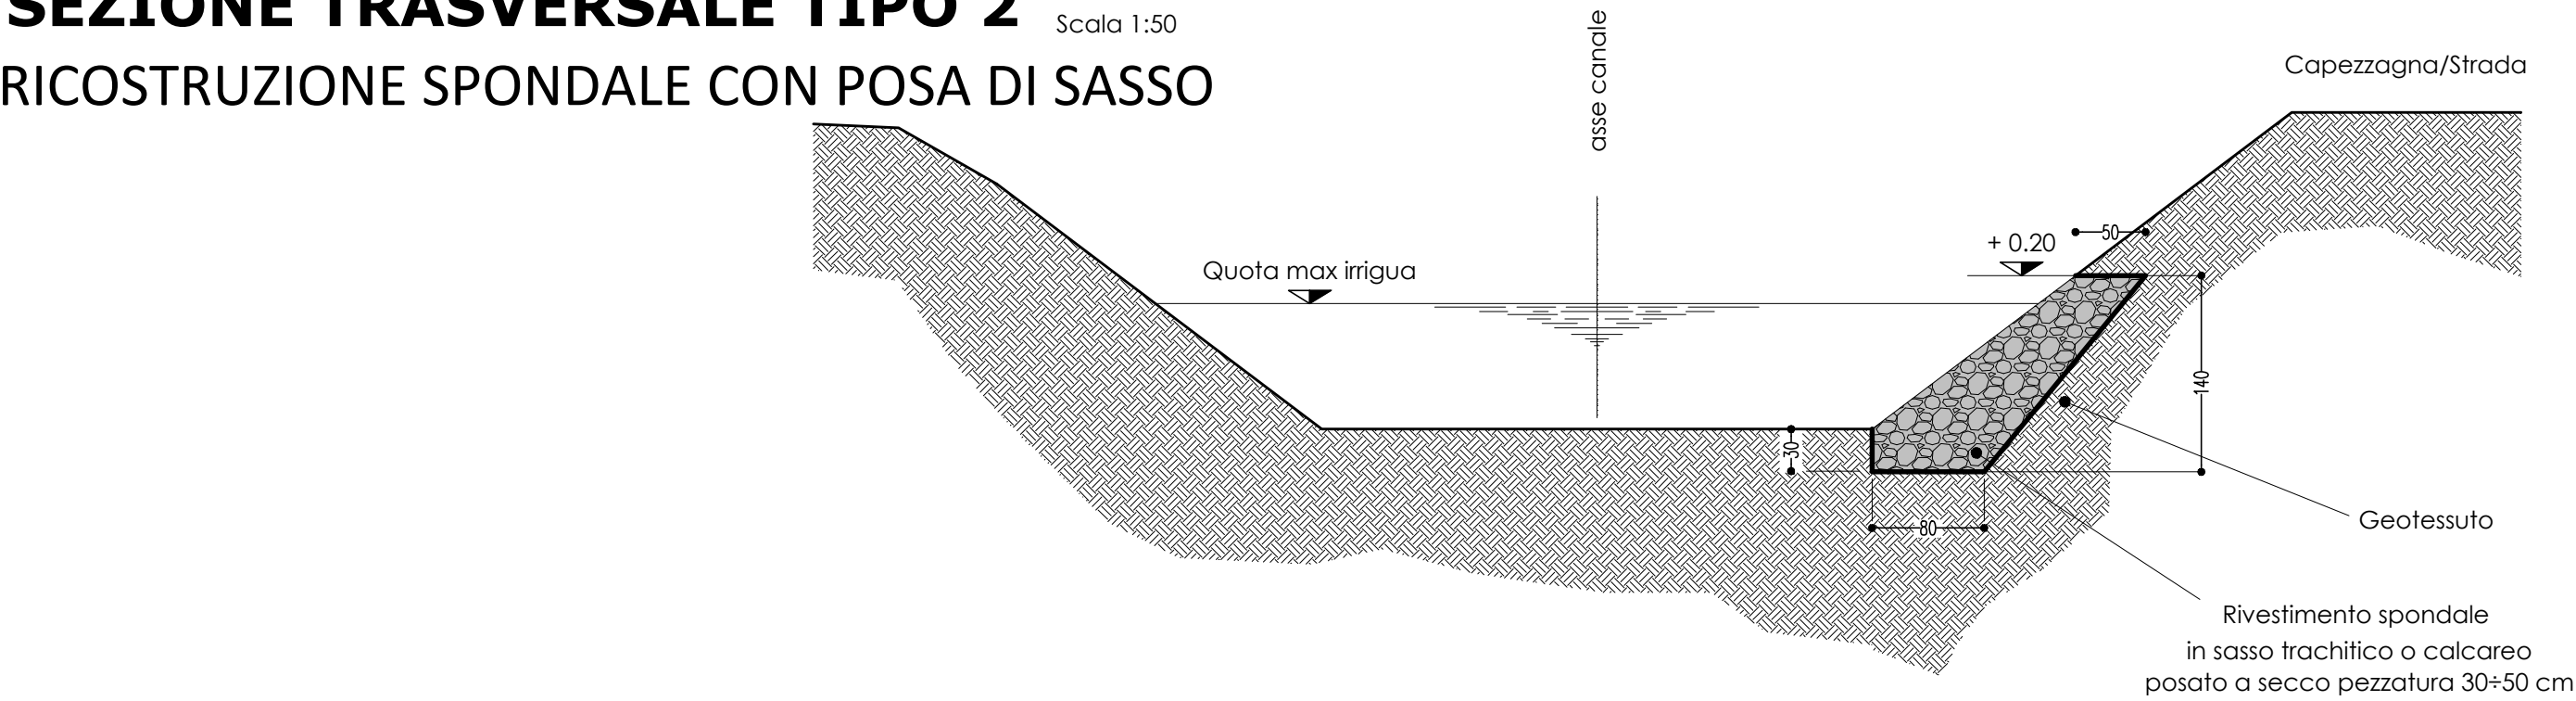 SEZIONE TRASVERSALE TIPO 2
Scala 1:50
RICOSTRUZIONE SPONDALE CON POSA DI SASSO
asse canale
Capezzagna/Strada
Quota max irrigua
+ 0.20
50
140
30
80
Geotessuto
Rivestimento spondale
in sasso trachitico o calcareo
posato a secco pezzatura 30÷50 cm